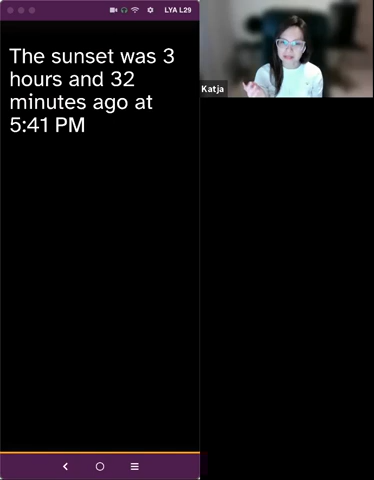 LYA L29
The sunset was 3
hours and 32
minutes ago at
5:41 PM
Katja